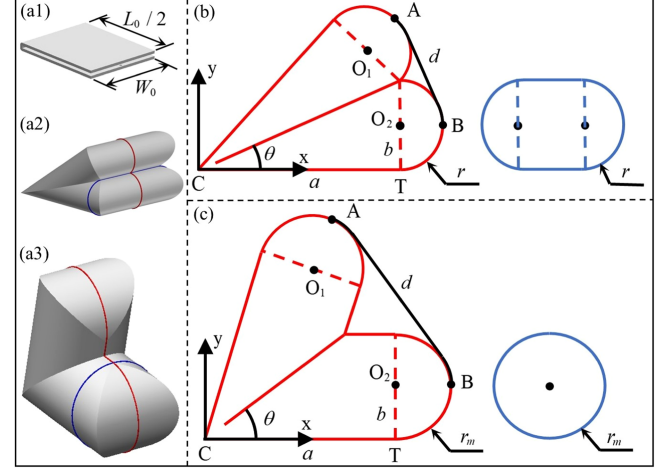 (a1)
L₀ / 2
W₀
(a2)
(a3)
(b)
A
y
O₁
d
O₂
B
θ
b
x
C
a
T
r
r
(c)
A
d
O₁
y
O₂
B
θ
b
x
C
a
T
rₘ
rₘ